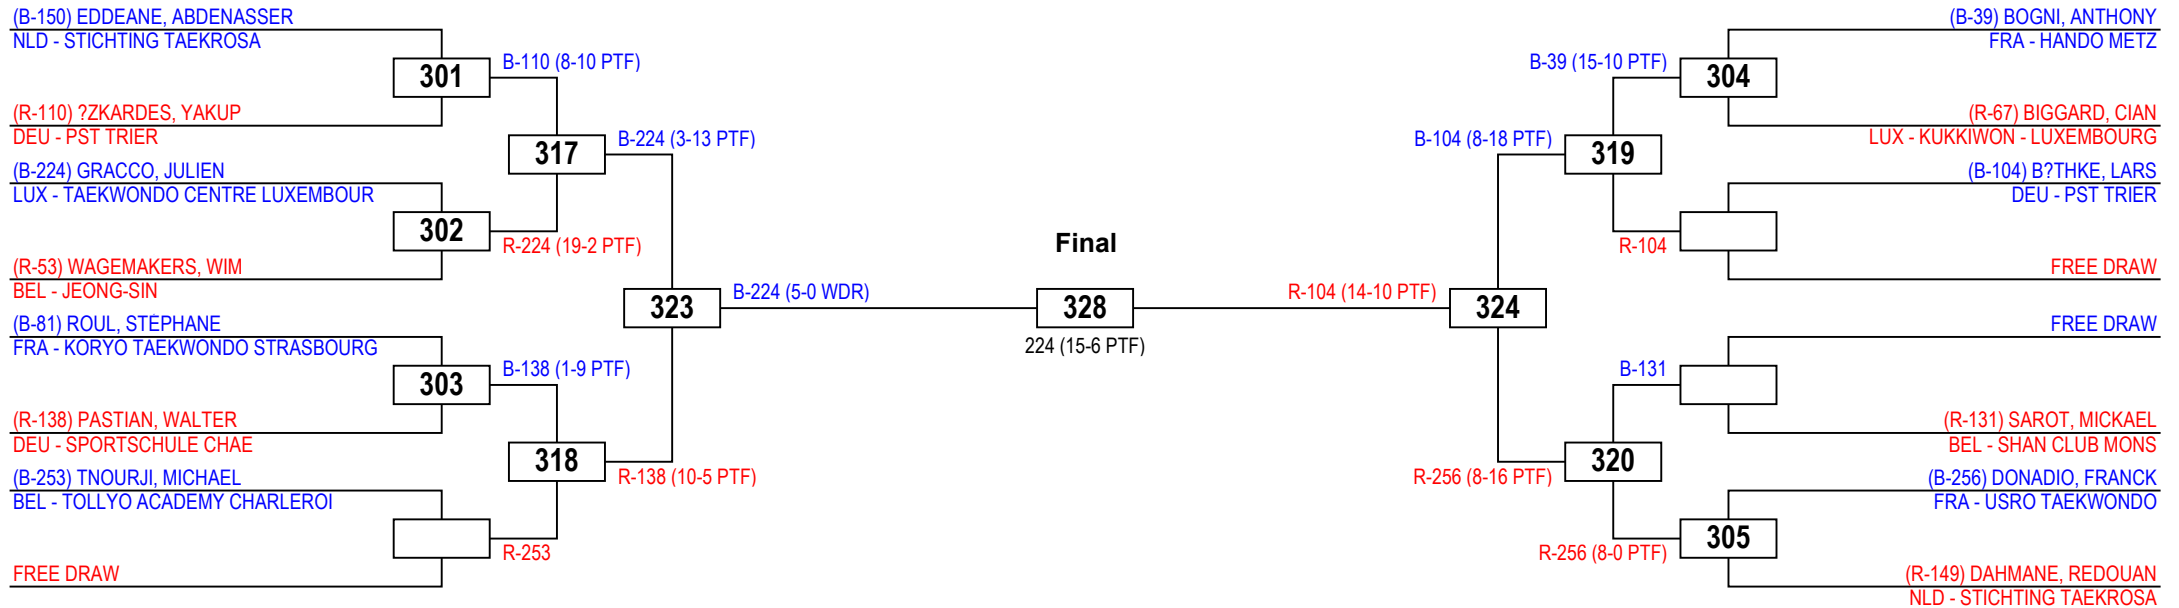 (B-150) EDDEANE, ABDENASSER
NLD - STICHTING TAEKROSA
301
B-110 (8-10 PTF)
(R-110) ?ZKARDES, YAKUP
DEU - PST TRIER
317
B-224 (3-13 PTF)
(B-224) GRACCO, JULIEN
LUX - TAEKWONDO CENTRE LUXEMBOUR
302
R-224 (19-2 PTF)
(R-53) WAGEMAKERS, WIM
BEL - JEONG-SIN
323
B-224 (5-0 WDR)
(B-81) ROUL, STÉPHANE
FRA - KORYO TAEKWONDO STRASBOURG
303
B-138 (1-9 PTF)
(R-138) PASTIAN, WALTER
DEU - SPORTSCHULE CHAE
318
R-138 (10-5 PTF)
(B-253) TNOURJI, MICHAEL
BEL - TOLLYO ACADEMY CHARLEROI
R-253
FREE DRAW
Final
328
224 (15-6 PTF)
(B-39) BOGNI, ANTHONY
FRA - HANDO METZ
B-39 (15-10 PTF)
304
(R-67) BIGGARD, CIAN
LUX - KUKKIWON - LUXEMBOURG
B-104 (8-18 PTF)
319
(B-104) B?THKE, LARS
DEU - PST TRIER
R-104
FREE DRAW
R-104 (14-10 PTF)
324
FREE DRAW
B-131
(R-131) SAROT, MICKAEL
BEL - SHAN CLUB MONS
R-256 (8-16 PTF)
320
(B-256) DONADIO, FRANCK
FRA - USRO TAEKWONDO
R-256 (8-0 PTF)
305
(R-149) DAHMANE, REDOUAN
NLD - STICHTING TAEKROSA